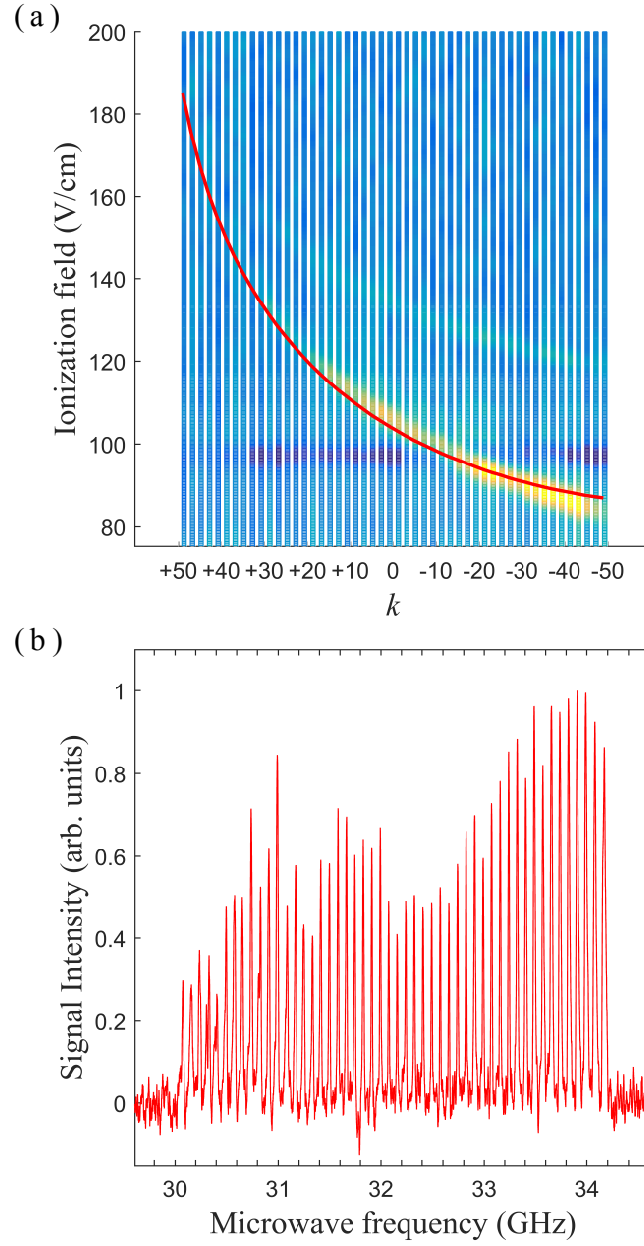 (a)
200
180
160
140
120
100
80
Ionization field (V/cm)
+50 +40 +30 +20 +10 0 -10 -20 -30 -40 -50
k
(b)
1
0.8
0.6
0.4
0.2
0
Signal Intensity (arb. units)
30 31 32 33 34
Microwave frequency (GHz)